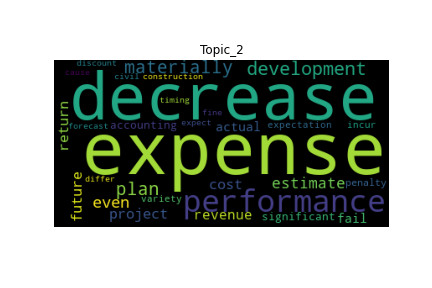 Topic_2
discount
materially
development
cause
civil
construction
decrease
timing
fine
return
forecast
accounting
expect
actual
expectation
incur
expense
differ
future
plan
cost
estimate
penalty
even
variety
performance
project
revenue
significant
fail